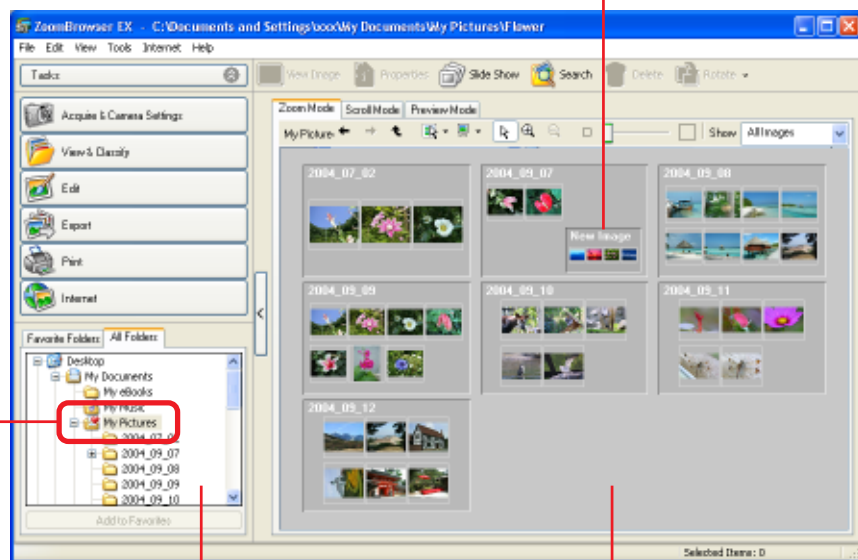 ZoomBrowser EX - C:\Documents and Settings\xxx\My Documents\My Pictures\Flower
File Edit View Tools Internet Help
Tasks
View Image Properties Slide Show Search Delete Rotate
Acquire & Camera Settings
View & Classify
Edit
Export
Print
Internet
Favorite Folders All Folders
Desktop
My Documents
My eBooks
My Music
My Pictures
2004_07_02
2004_09_07
2004_09_08
2004_09_09
2004_09_10
Add to Favorites
Zoom Mode Scroll Mode Preview Mode
My Picture Show All Images
2004_07_02 2004_09_07 2004_09_08
New Image
2004_09_09 2004_09_10 2004_09_11
2004_09_12
Selected Items: 0